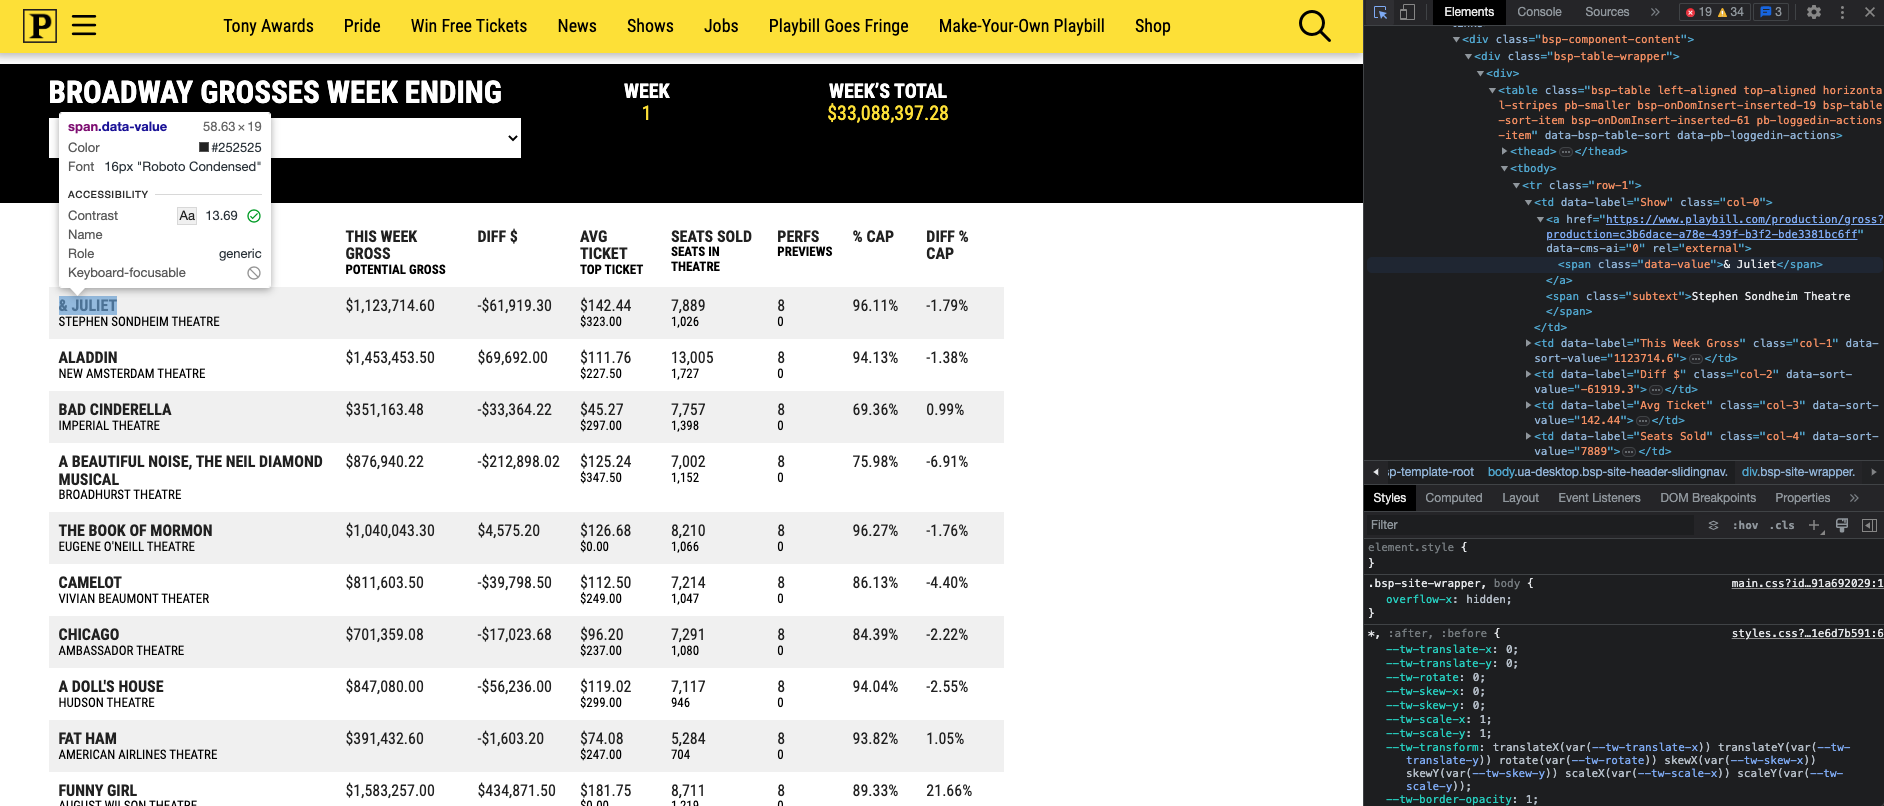 P
Tony Awards Pride Win Free Tickets News Shows Jobs Playbill Goes Fringe Make-Your-Own Playbill Shop
BROADWAY GROSSES WEEK ENDING
WEEK
1
WEEK'S TOTAL
$33,088,397.28
span.data-value 58.63 × 19
Color #252525
Font 16px "Roboto Condensed"
ACCESSIBILITY
Contrast Aa 13.69
Name
Role generic
Keyboard-focusable
THIS WEEK GROSS POTENTIAL GROSS
DIFF $
AVG TICKET TOP TICKET
SEATS SOLD SEATS IN THEATRE
PERFS PREVIEWS
% CAP
DIFF % CAP
& JULIET $1,123,714.60 -$61,919.30 $142.44 7,889 8 96.11% -1.79%
STEPHEN SONDHEIM THEATRE $323.00 1,026 0
ALADDIN $1,453,453.50 $69,692.00 $111.76 13,005 8 94.13% -1.38%
NEW AMSTERDAM THEATRE $227.50 1,727 0
BAD CINDERELLA $351,163.48 -$33,364.22 $45.27 7,757 8 69.36% 0.99%
IMPERIAL THEATRE $297.00 1,398 0
A BEAUTIFUL NOISE, THE NEIL DIAMOND $876,940.22 -$212,898.02 $125.24 7,002 8 75.98% -6.91%
MUSICAL $347.50 1,152 0
BROADHURST THEATRE
THE BOOK OF MORMON $1,040,043.30 $4,575.20 $126.68 8,210 8 96.27% -1.76%
EUGENE O'NEILL THEATRE $0.00 1,066 0
CAMELOT $811,603.50 -$39,798.50 $112.50 7,214 8 86.13% -4.40%
VIVIAN BEAUMONT THEATER $249.00 1,047 0
CHICAGO $701,359.08 -$17,023.68 $96.20 7,291 8 84.39% -2.22%
AMBASSADOR THEATRE $237.00 1,080 0
A DOLL'S HOUSE $847,080.00 -$56,236.00 $119.02 7,117 8 94.04% -2.55%
HUDSON THEATRE $299.00 946 0
FAT HAM $391,432.60 -$1,603.20 $74.08 5,284 8 93.82% 1.05%
AMERICAN AIRLINES THEATRE $247.00 704 0
FUNNY GIRL $1,583,257.00 $434,871.50 $181.75 8,711 8 89.33% 21.66%
AUGUST WILSON THEATRE $0.00 1,219 0
Elements Console Sources » 19 34 3
<div class="bsp-component-content">
<div class="bsp-table-wrapper">
<div>
<table class="bsp-table left-aligned top-aligned horizonta
l-stripes pb-smaller bsp-onDomInsert-inserted-19 bsp-table
-sort-item bsp-onDomInsert-inserted-61 pb-loggedin-actions
-item" data-bsp-table-sort data-pb-loggedin-actions>
<thead>…</thead>
<tbody>
<tr class="row-1">
<td data-label="Show" class="col-0">
<a href="https://www.playbill.com/production/gross?
production=c3b6dace-a78e-439f-b3f2-bde3381bc6ff"
data-cms-ai="0" rel="external">
<span class="data-value">& Juliet</span>
</a>
<span class="subtext">Stephen Sondheim Theatre
</span>
</td>
<td data-label="This Week Gross" class="col-1" data-
sort-value="1123714.6">…</td>
<td data-label="Diff $" class="col-2" data-sort-
value="-61919.3">…</td>
<td data-label="Avg Ticket" class="col-3" data-sort-
value="142.44">…</td>
<td data-label="Seats Sold" class="col-4" data-sort-
value="7889">…</td>
sp-template-root body.ua-desktop.bsp-site-header-slidingnav. div.bsp-site-wrapper.
Styles Computed Layout Event Listeners DOM Breakpoints Properties »
Filter :hov .cls +
element.style {
}
.bsp-site-wrapper, body { main.css?id…91a692029:1
overflow-x: hidden;
}
*, :after, :before { styles.css?…1e6d7b591:6
--tw-translate-x: 0;
--tw-translate-y: 0;
--tw-rotate: 0;
--tw-skew-x: 0;
--tw-skew-y: 0;
--tw-scale-x: 1;
--tw-scale-y: 1;
--tw-transform: translateX(var(--tw-translate-x)) translateY(var(--tw-
translate-y)) rotate(var(--tw-rotate)) skewX(var(--tw-skew-x))
skewY(var(--tw-skew-y)) scaleX(var(--tw-scale-x)) scaleY(var(--tw-
scale-y));
--tw-border-opacity: 1;